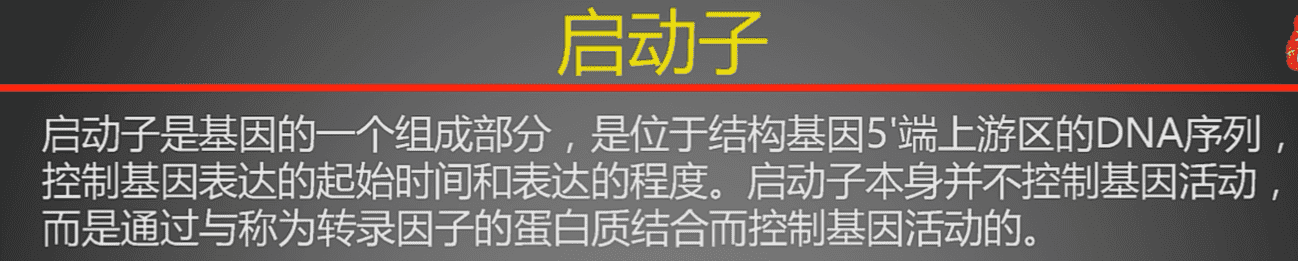 启动子
启动子是基因的一个组成部分，是位于结构基因5'端上游区的DNA序列，
控制基因表达的起始时间和表达的程度。启动子本身并不控制基因活动，
而是通过与称为转录因子的蛋白质结合而控制基因活动的。